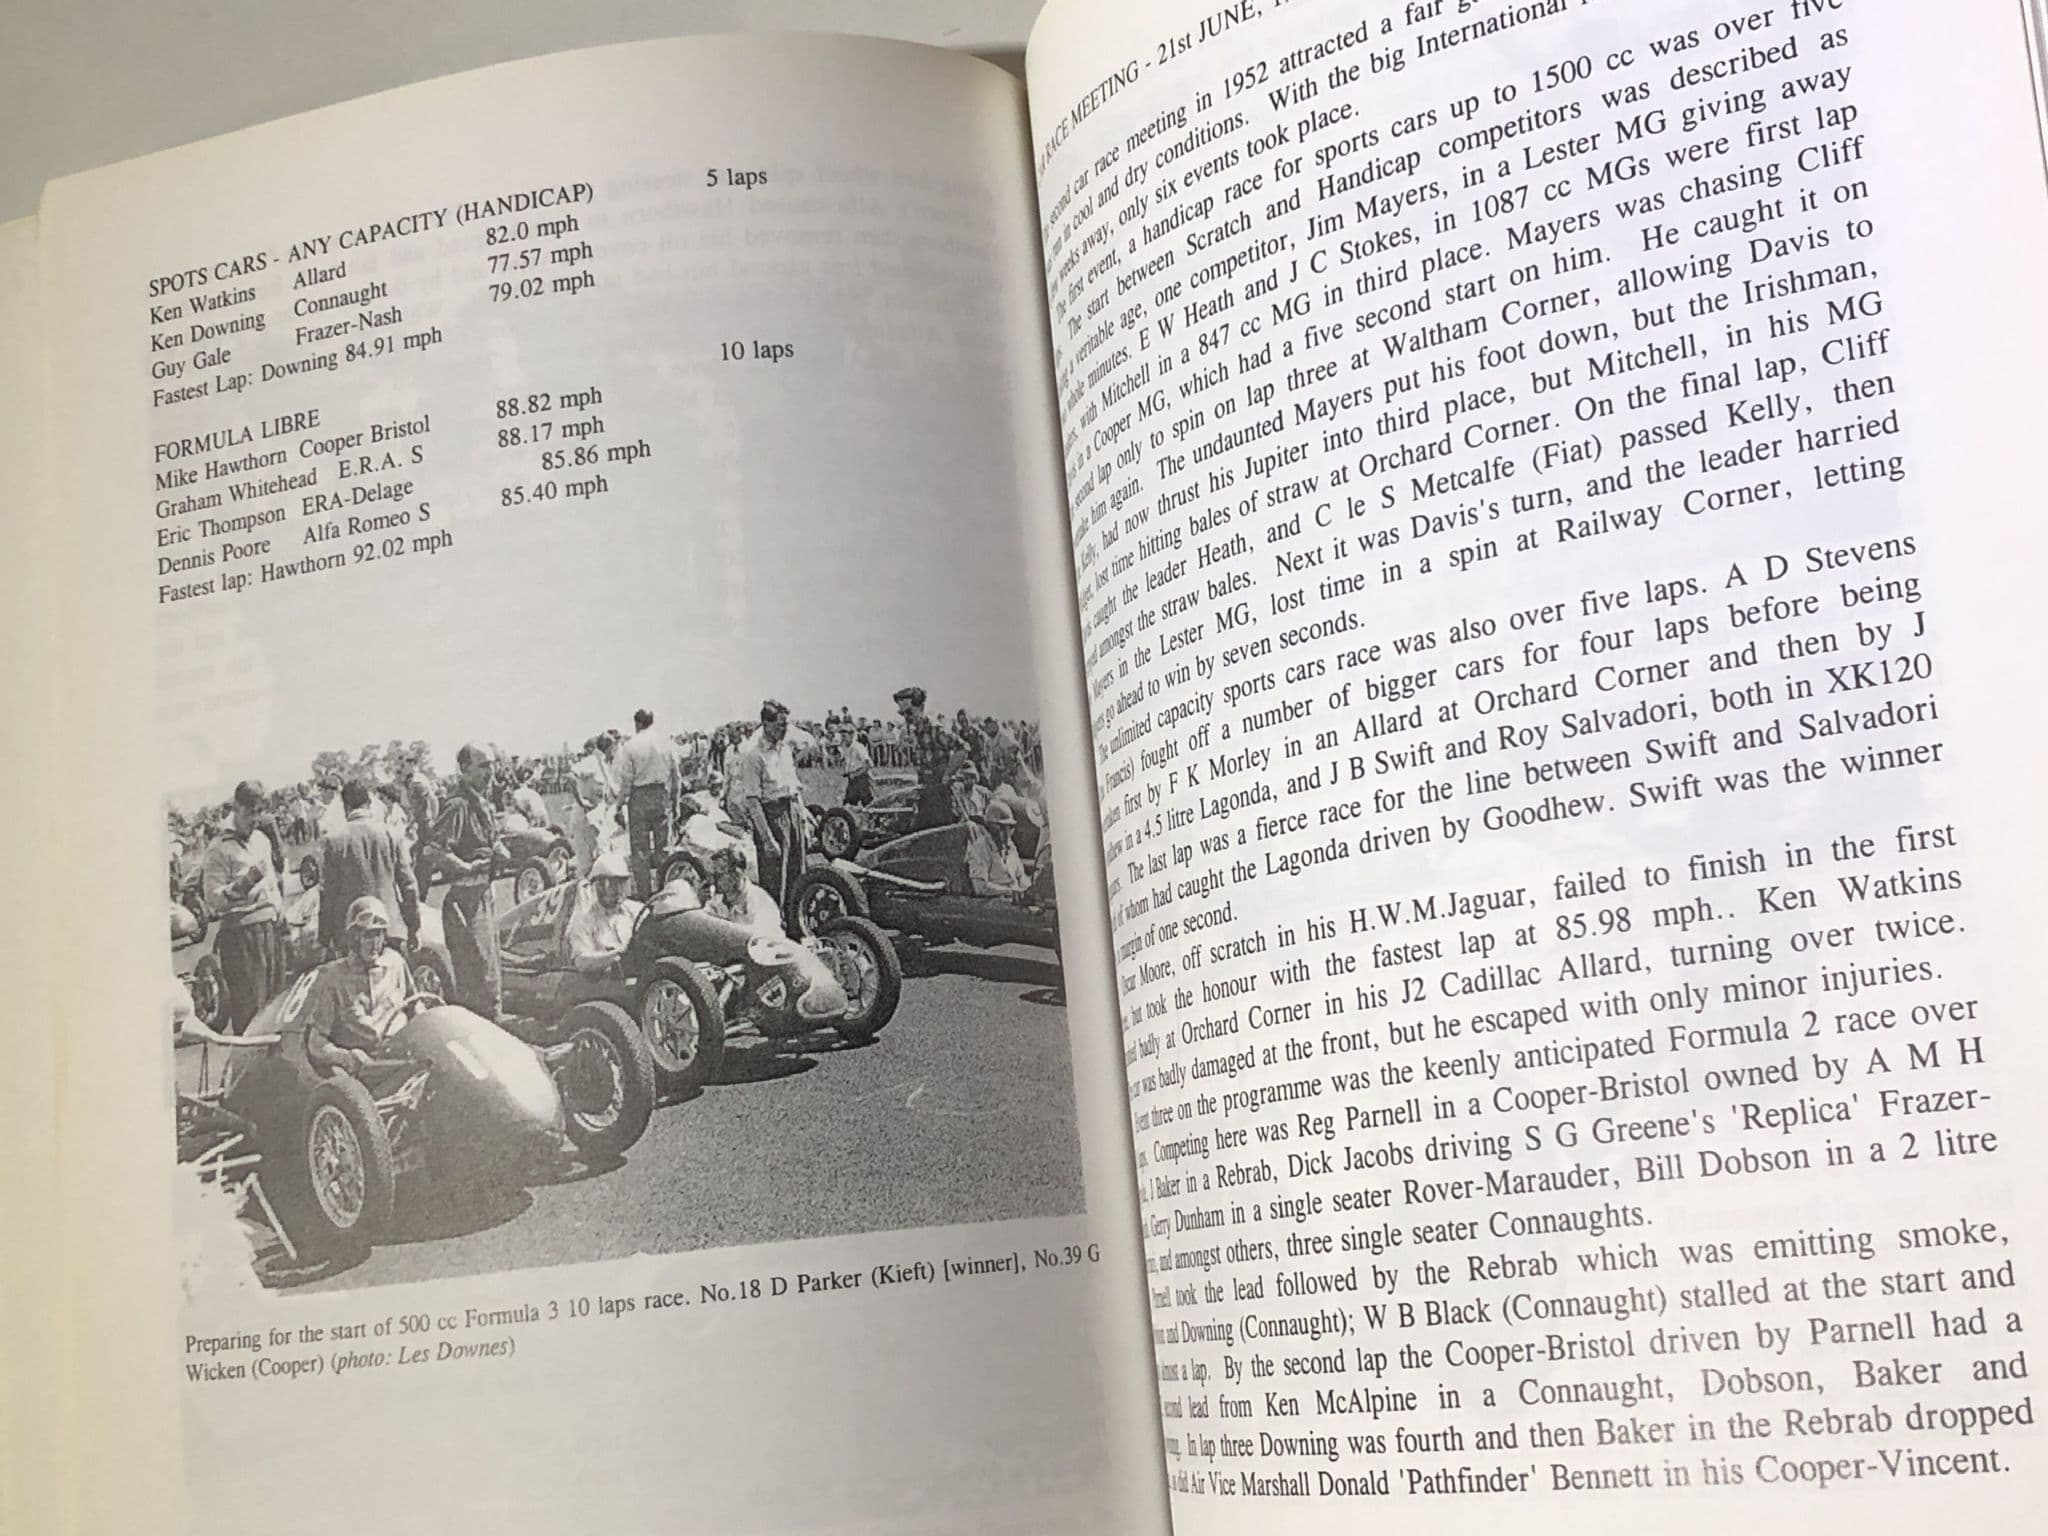 SPOTS CARS - ANY CAPACITY (HANDICAP) 5 laps
Ken Watkins Allard 82.0 mph
Ken Downing Connaught 77.57 mph
Guy Gale Frazer-Nash 79.02 mph
Fastest Lap: Downing 84.91 mph
FORMULA LIBRE 10 laps
Mike Hawthorn Cooper Bristol 88.82 mph
Graham Whitehead E.R.A. S 88.17 mph
Eric Thompson ERA-Delage 85.86 mph
Dennis Poore Alfa Romeo S 85.40 mph
Fastest lap: Hawthorn 92.02 mph
18
39
Preparing for the start of 500 cc Formula 3 10 laps race. No.18 D Parker (Kieft) [winner], No.39 G
Wicken (Cooper) (photo: Les Downes)
RACE MEETING - 21st JUNE,
second car race meeting in 1952 attracted a fair
in cool and dry conditions. With the big International
weeks away, only six events took place.
The first event, a handicap race for sports cars up to 1500 cc was over five
The start between Scratch and Handicap competitors was described as
a veritable age, one competitor, Jim Mayers, in a Lester MG giving away
whole minutes. E W Heath and J C Stokes, in 1087 cc MGs were first lap
with Mitchell in a 847 cc MG in third place. Mayers was chasing Cliff
in a Cooper MG, which had a five second start on him. He caught it on
second lap only to spin on lap three at Waltham Corner, allowing Davis to
him again. The undaunted Mayers put his foot down, but the Irishman,
Kelly, had now thrust his Jupiter into third place, but Mitchell, in his MG
lost time hitting bales of straw at Orchard Corner. On the final lap, Cliff
caught the leader Heath, and C le S Metcalfe (Fiat) passed Kelly, then
amongst the straw bales. Next it was Davis's turn, and the leader harried
Mayers in the Lester MG, lost time in a spin at Railway Corner, letting
go ahead to win by seven seconds.
The unlimited capacity sports cars race was also over five laps. A D Stevens
Francis) fought off a number of bigger cars for four laps before being
first by F K Morley in an Allard at Orchard Corner and then by J
in a 4.5 litre Lagonda, and J B Swift and Roy Salvadori, both in XK120
The last lap was a fierce race for the line between Swift and Salvadori
of whom had caught the Lagonda driven by Goodhew. Swift was the winner
margin of one second.
Oscar Moore, off scratch in his H.W.M.Jaguar, failed to finish in the first
but took the honour with the fastest lap at 85.98 mph.. Ken Watkins
badly at Orchard Corner in his J2 Cadillac Allard, turning over twice.
car was badly damaged at the front, but he escaped with only minor injuries.
Event three on the programme was the keenly anticipated Formula 2 race over
Competing here was Reg Parnell in a Cooper-Bristol owned by A M H
J Baker in a Rebrab, Dick Jacobs driving S G Greene's 'Replica' Frazer-
Gerry Dunham in a single seater Rover-Marauder, Bill Dobson in a 2 litre
and amongst others, three single seater Connaughts.
Parnell took the lead followed by the Rebrab which was emitting smoke,
and Downing (Connaught); W B Black (Connaught) stalled at the start and
a lap. By the second lap the Cooper-Bristol driven by Parnell had a
second lead from Ken McAlpine in a Connaught, Dobson, Baker and
In lap three Downing was fourth and then Baker in the Rebrab dropped
did Air Vice Marshall Donald 'Pathfinder' Bennett in his Cooper-Vincent.